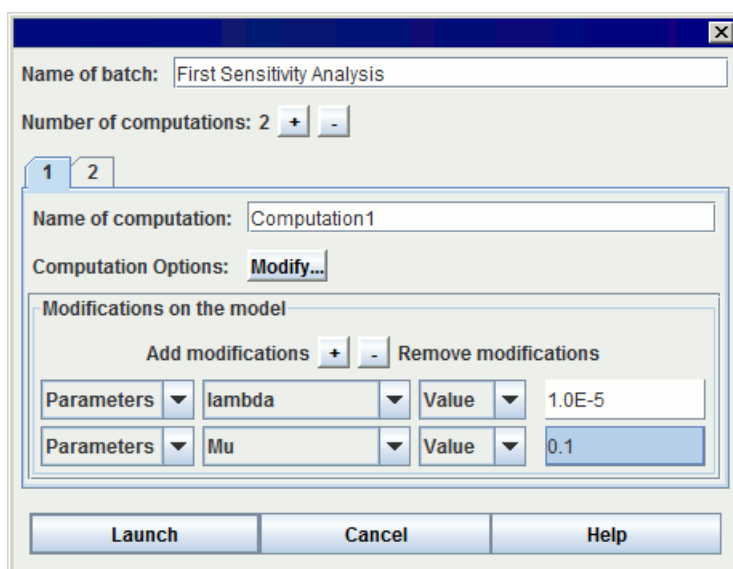 Name of batch: First Sensitivity Analysis
Number of computations: 2 + -
1 2
Name of computation: Computation1
Computation Options: Modify...
Modifications on the model
Add modifications + - Remove modifications
Parameters lambda Value 1.0E-5
Parameters Mu Value 0.1
Launch Cancel Help